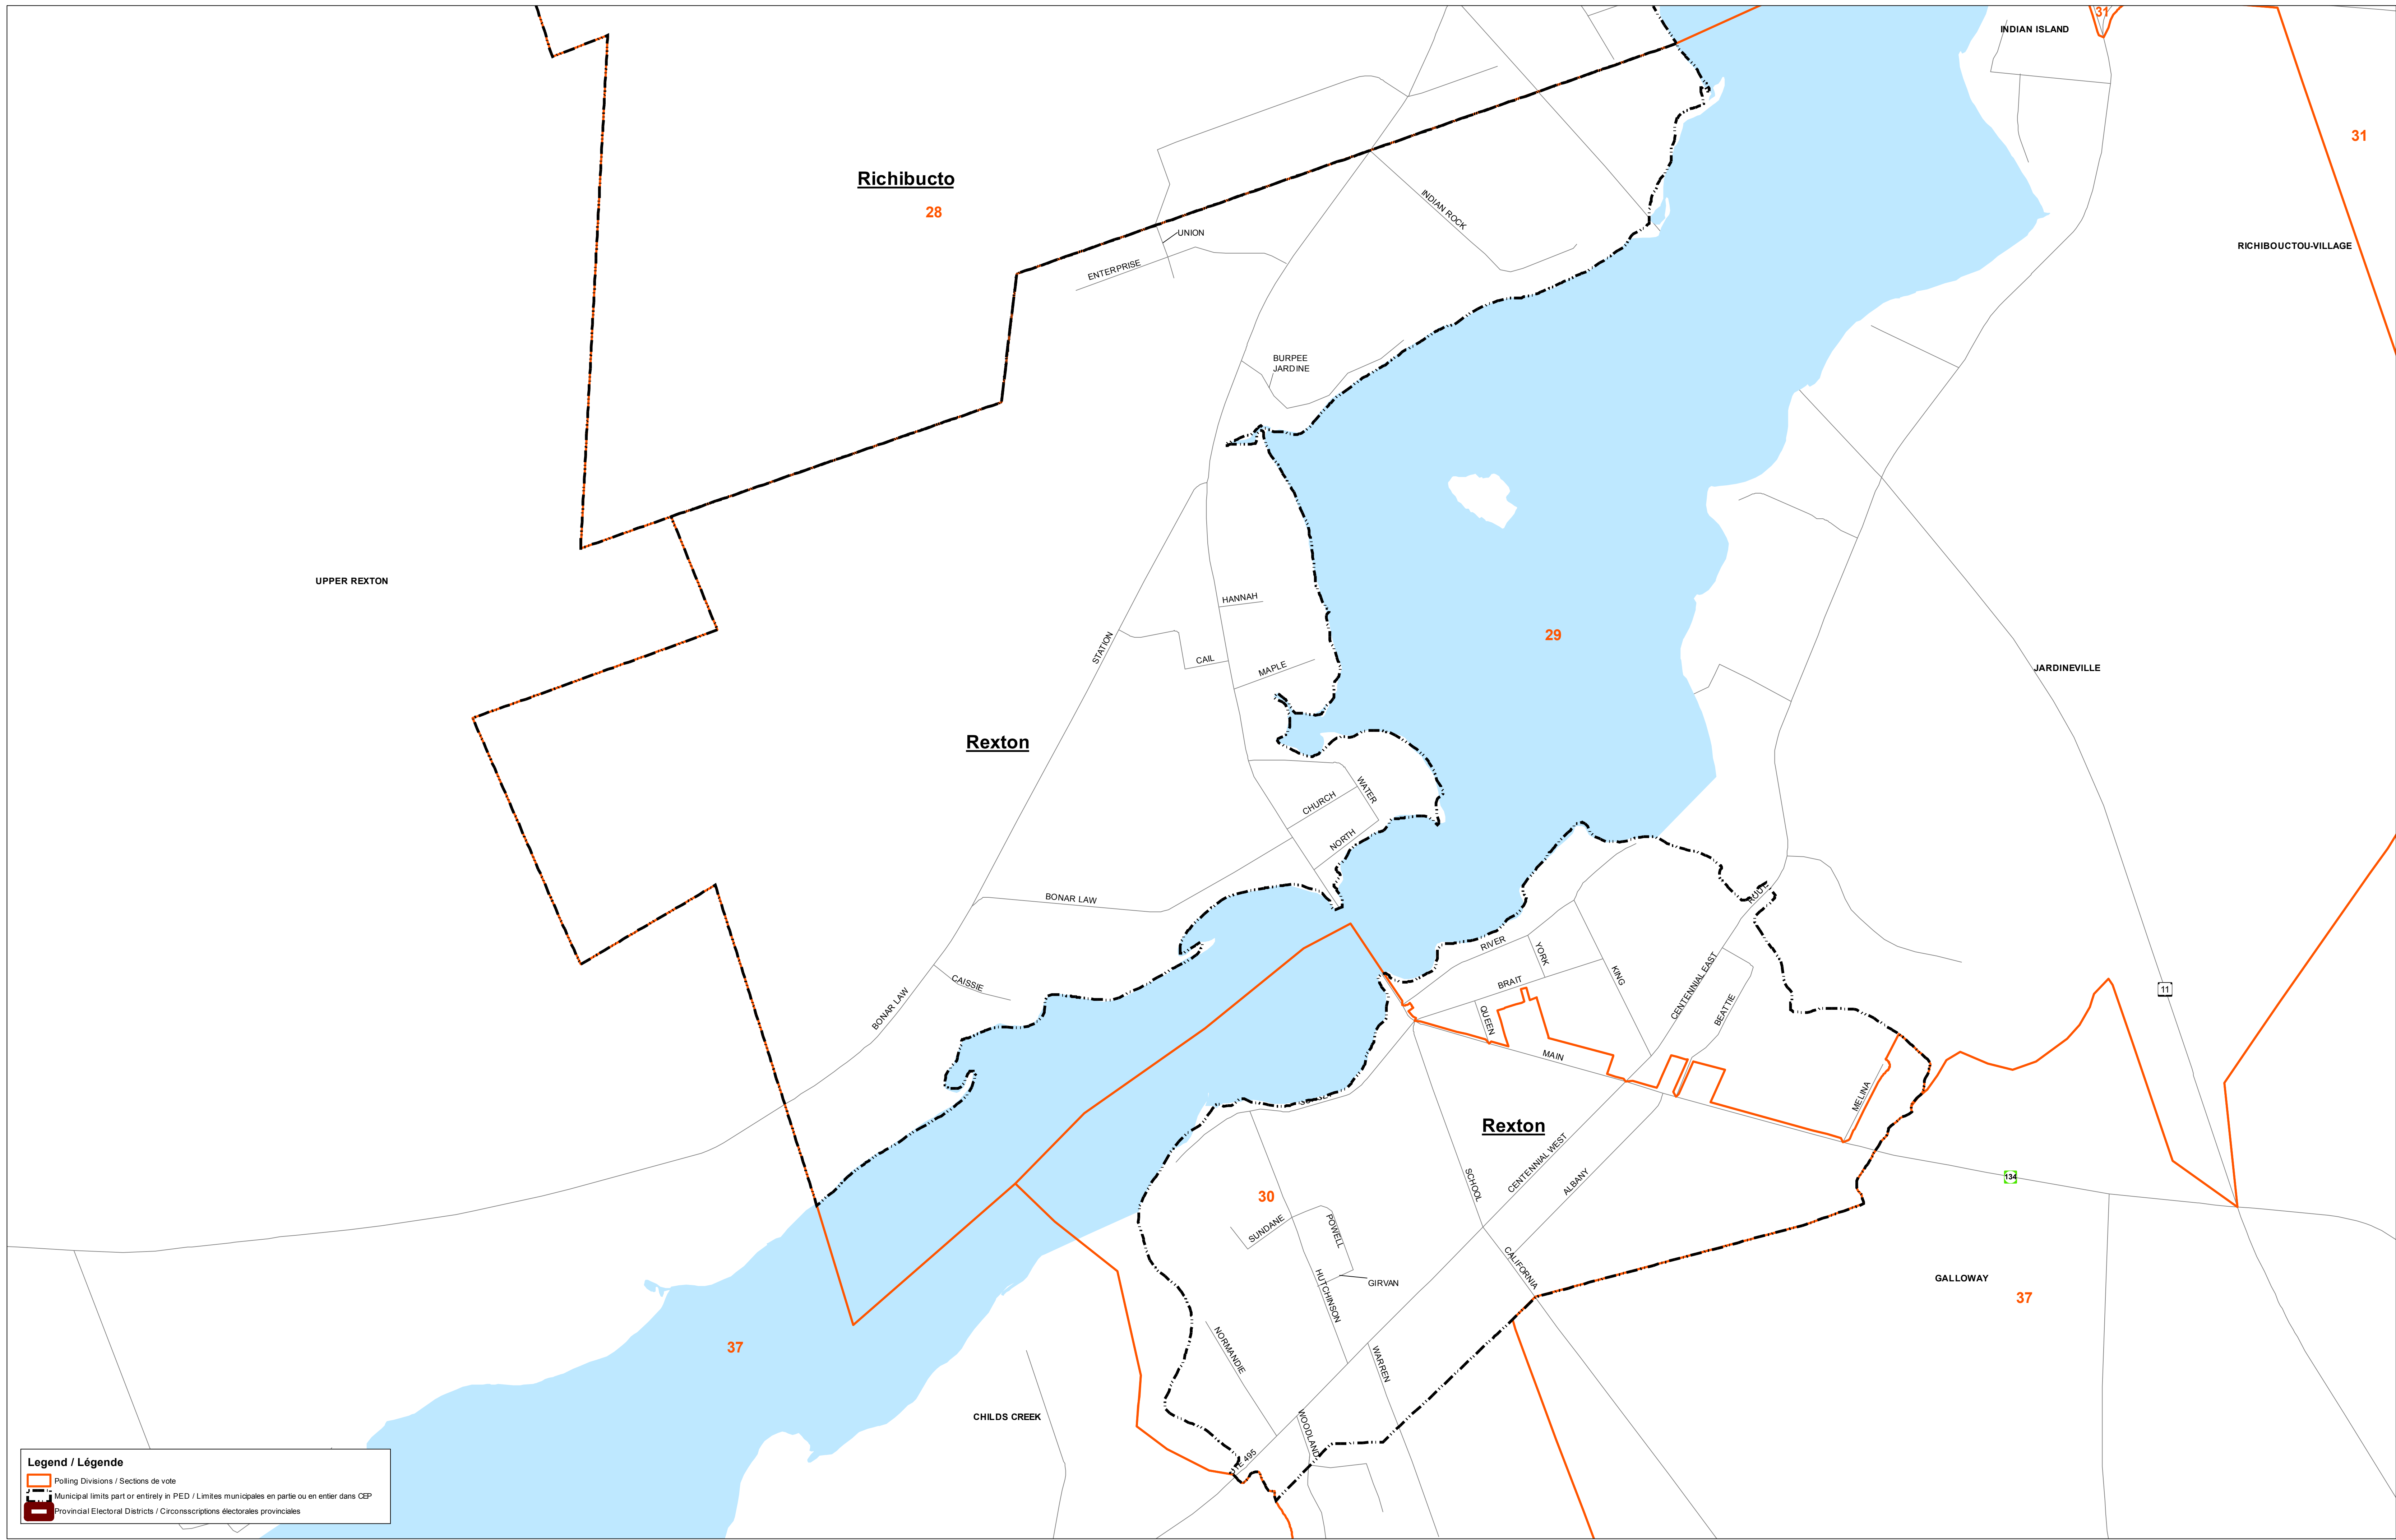 31
INDIAN ISLAND
31
Richibucto
28
INDIAN ROCK
UNION
RICHIBOUCTOU-VILLAGE
ENTERPRISE
BURPEE
JARDINE
UPPER REXTON
HANNAH
29
STATION
CAIL
MAPLE
JARDINEVILLE
Rexton
WATER
CHURCH
NORTH
BONAR LAW
RIVER
YORK
KING
BRAIT
CENTENNIAL EAST
CAISSIE
BONAR LAW
QUEEN
BEATTIE
11
MAIN
MELINA
Rexton
134
SCHOOL
CENTENNIAL WEST
ALBANY
30
SUNDANE
POWELL
CALIFORNIA
GIRVAN
HUTCHINSON
GALLOWAY
37
37
NORMANDIE
WARREN
CHILDS CREEK
WOODLAND
495
Legend / Légende
Polling Divisions / Sections de vote
Municipal limits part or entirely in PED / Limites municipales en partie ou en entier dans CEP
Provincial Electoral Districts / Circonsscriptions électorales provinciales